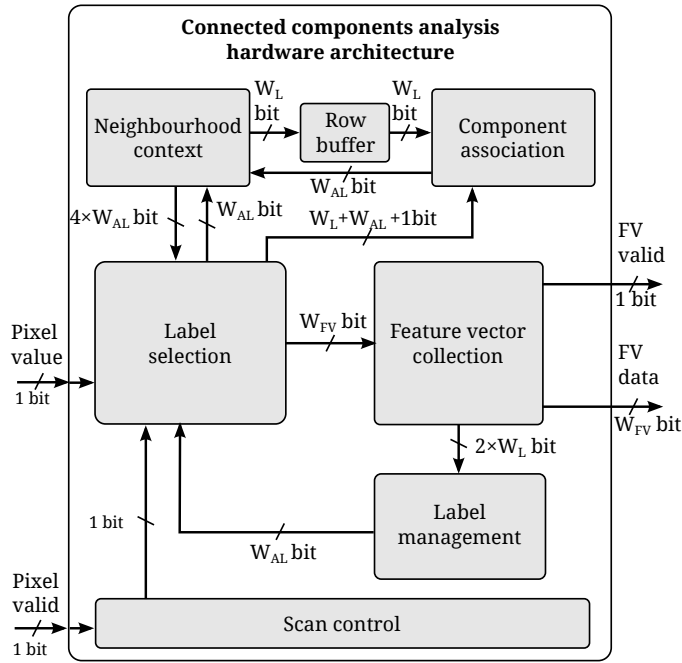 Connected components analysis
hardware architecture
W_L
bit
W_L
bit
Neighbourhood
context
Row
buffer
Component
association
W_AL bit
4×W_AL bit
W_AL bit
W_L+W_AL+1bit
FV
valid
1 bit
Pixel
value
1 bit
Label
selection
W_FV bit
Feature vector
collection
FV
data
W_FV bit
2×W_L bit
1 bit
W_AL bit
Label
management
Pixel
valid
1 bit
Scan control